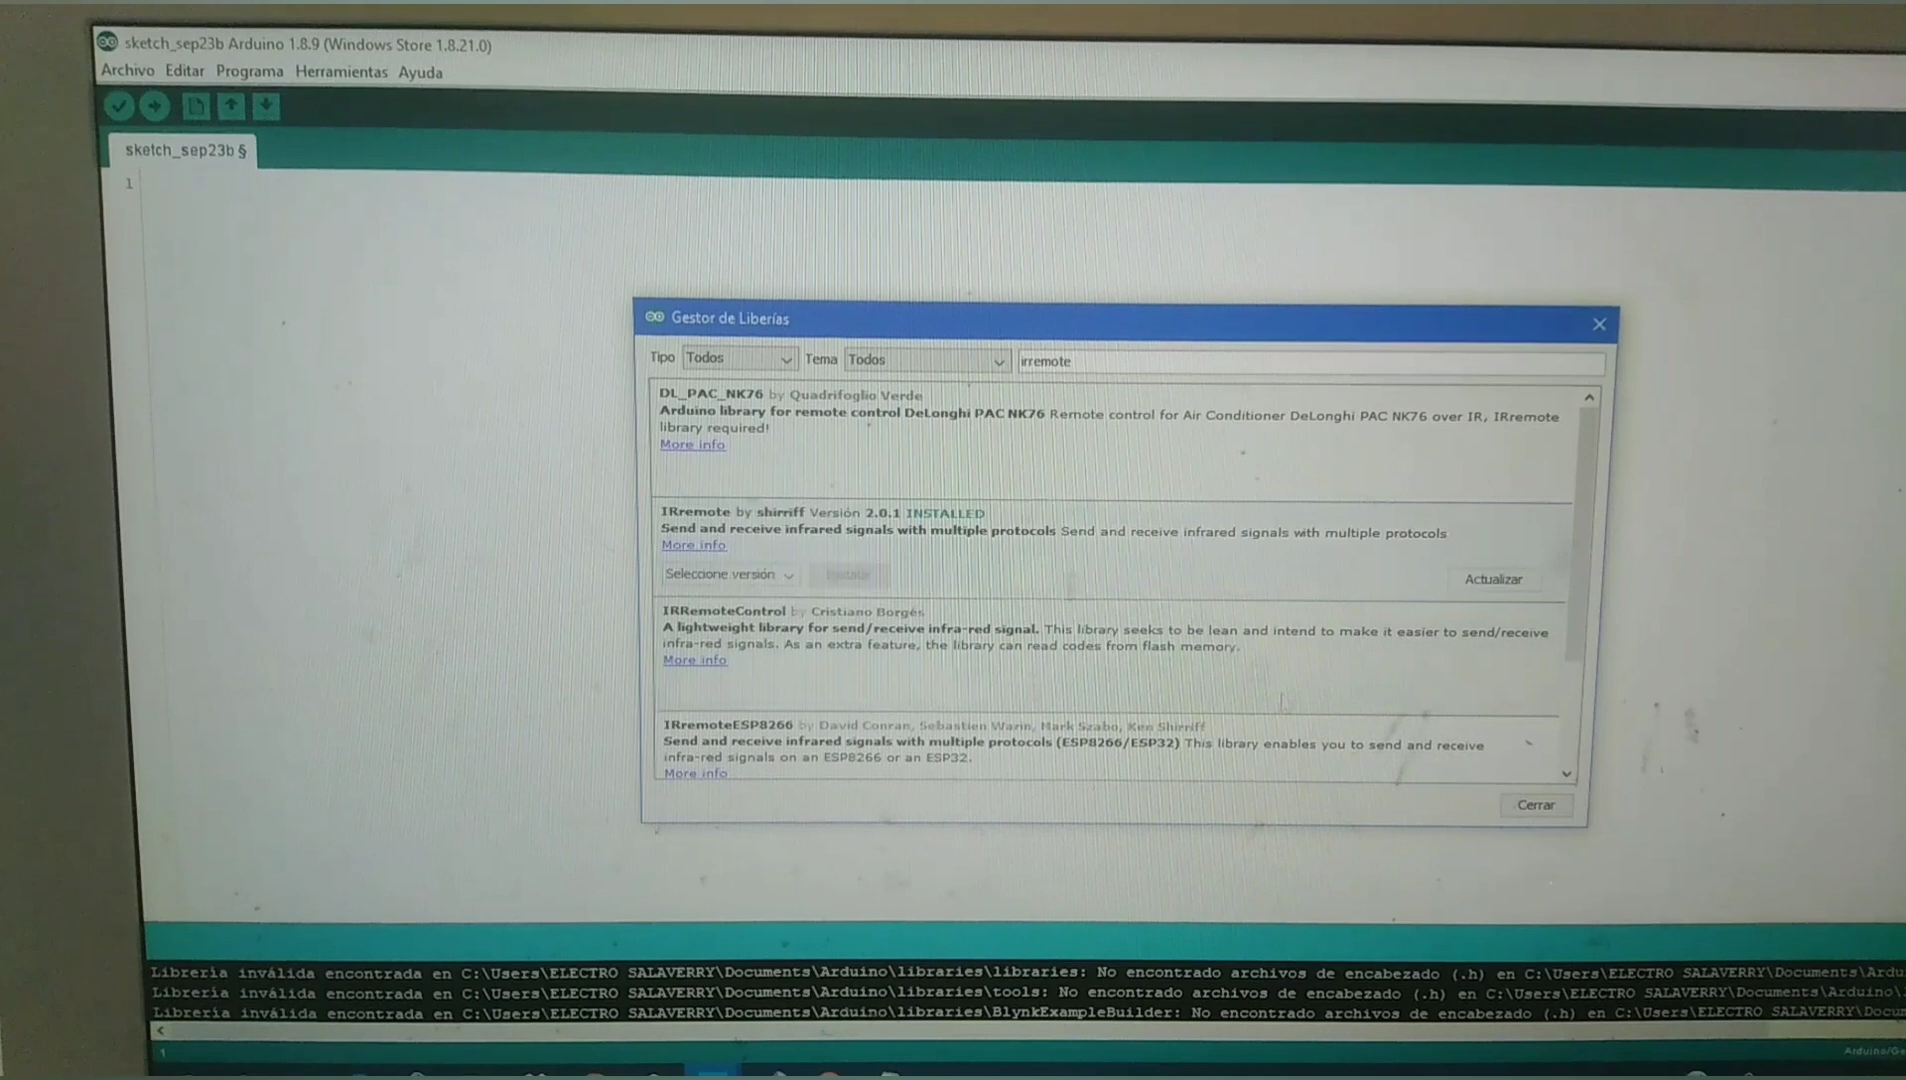 sketch_sep23b Arduino 1.8.9 (Windows Store 1.8.21.0)
Archivo Editar Programa Herramientas Ayuda
sketch_sep23b §
1
Gestor de Liberías
Tipo Todos Tema Todos irremote
DL_PAC_NK76 by Quadrifoglio Verde
Arduino library for remote control DeLonghi PAC NK76 Remote control for Air Conditioner DeLonghi PAC NK76 over IR, IRremote
library required!
More info
IRremote by shirriff Versión 2.0.1 INSTALLED
Send and receive infrared signals with multiple protocols Send and receive infrared signals with multiple protocols
More info
Seleccione versión Instalar Actualizar
IRRemoteControl by Cristiano Borges
A lightweight library for send/receive infra-red signal. This library seeks to be lean and intend to make it easier to send/receive
infra-red signals. As an extra feature, the library can read codes from flash memory.
More info
IRremoteESP8266 by David Conran, Sebastien Warin, Mark Szabo, Ken Shirriff
Send and receive infrared signals with multiple protocols (ESP8266/ESP32) This library enables you to send and receive
infra-red signals on an ESP8266 or an ESP32.
More info
Cerrar
Librería inválida encontrada en C:\Users\ELECTRO SALAVERRY\Documents\Arduino\libraries\libraries: No encontrado archivos de encabezado (.h) en C:\Users\ELECTRO SALAVERRY\Documents\Ardu
Librería inválida encontrada en C:\Users\ELECTRO SALAVERRY\Documents\Arduino\libraries\tools: No encontrado archivos de encabezado (.h) en C:\Users\ELECTRO SALAVERRY\Documents\Arduino\
Librería inválida encontrada en C:\Users\ELECTRO SALAVERRY\Documents\Arduino\libraries\BlynkExampleBuilder: No encontrado archivos de encabezado (.h) en C:\Users\ELECTRO SALAVERRY\Docum
1
Arduino/Ge